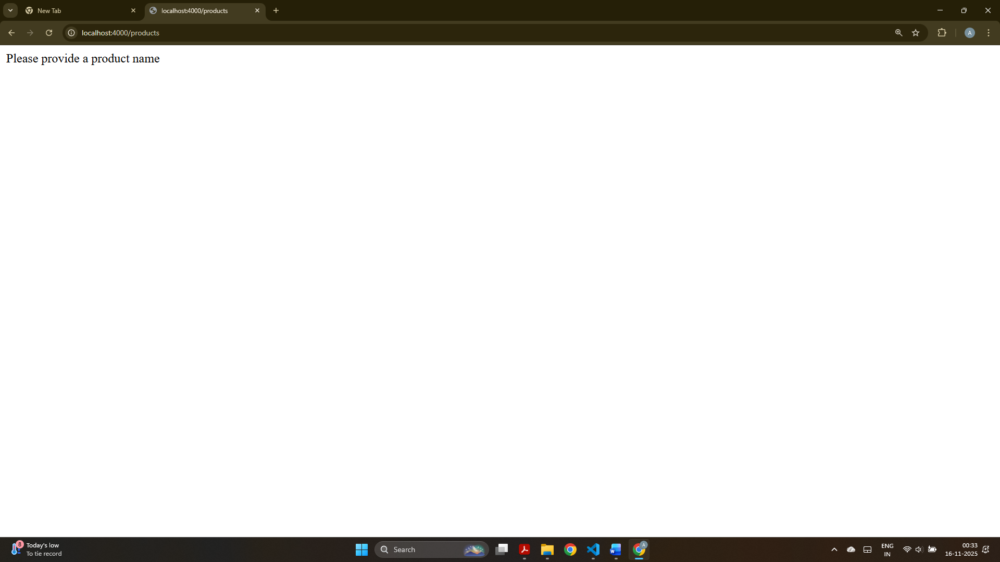 New Tab
localhost:4000/products
localhost:4000/products
A
Please provide a product name
8
Today's low
To tie record
Search
A
ENG
IN
00:33
16-11-2025